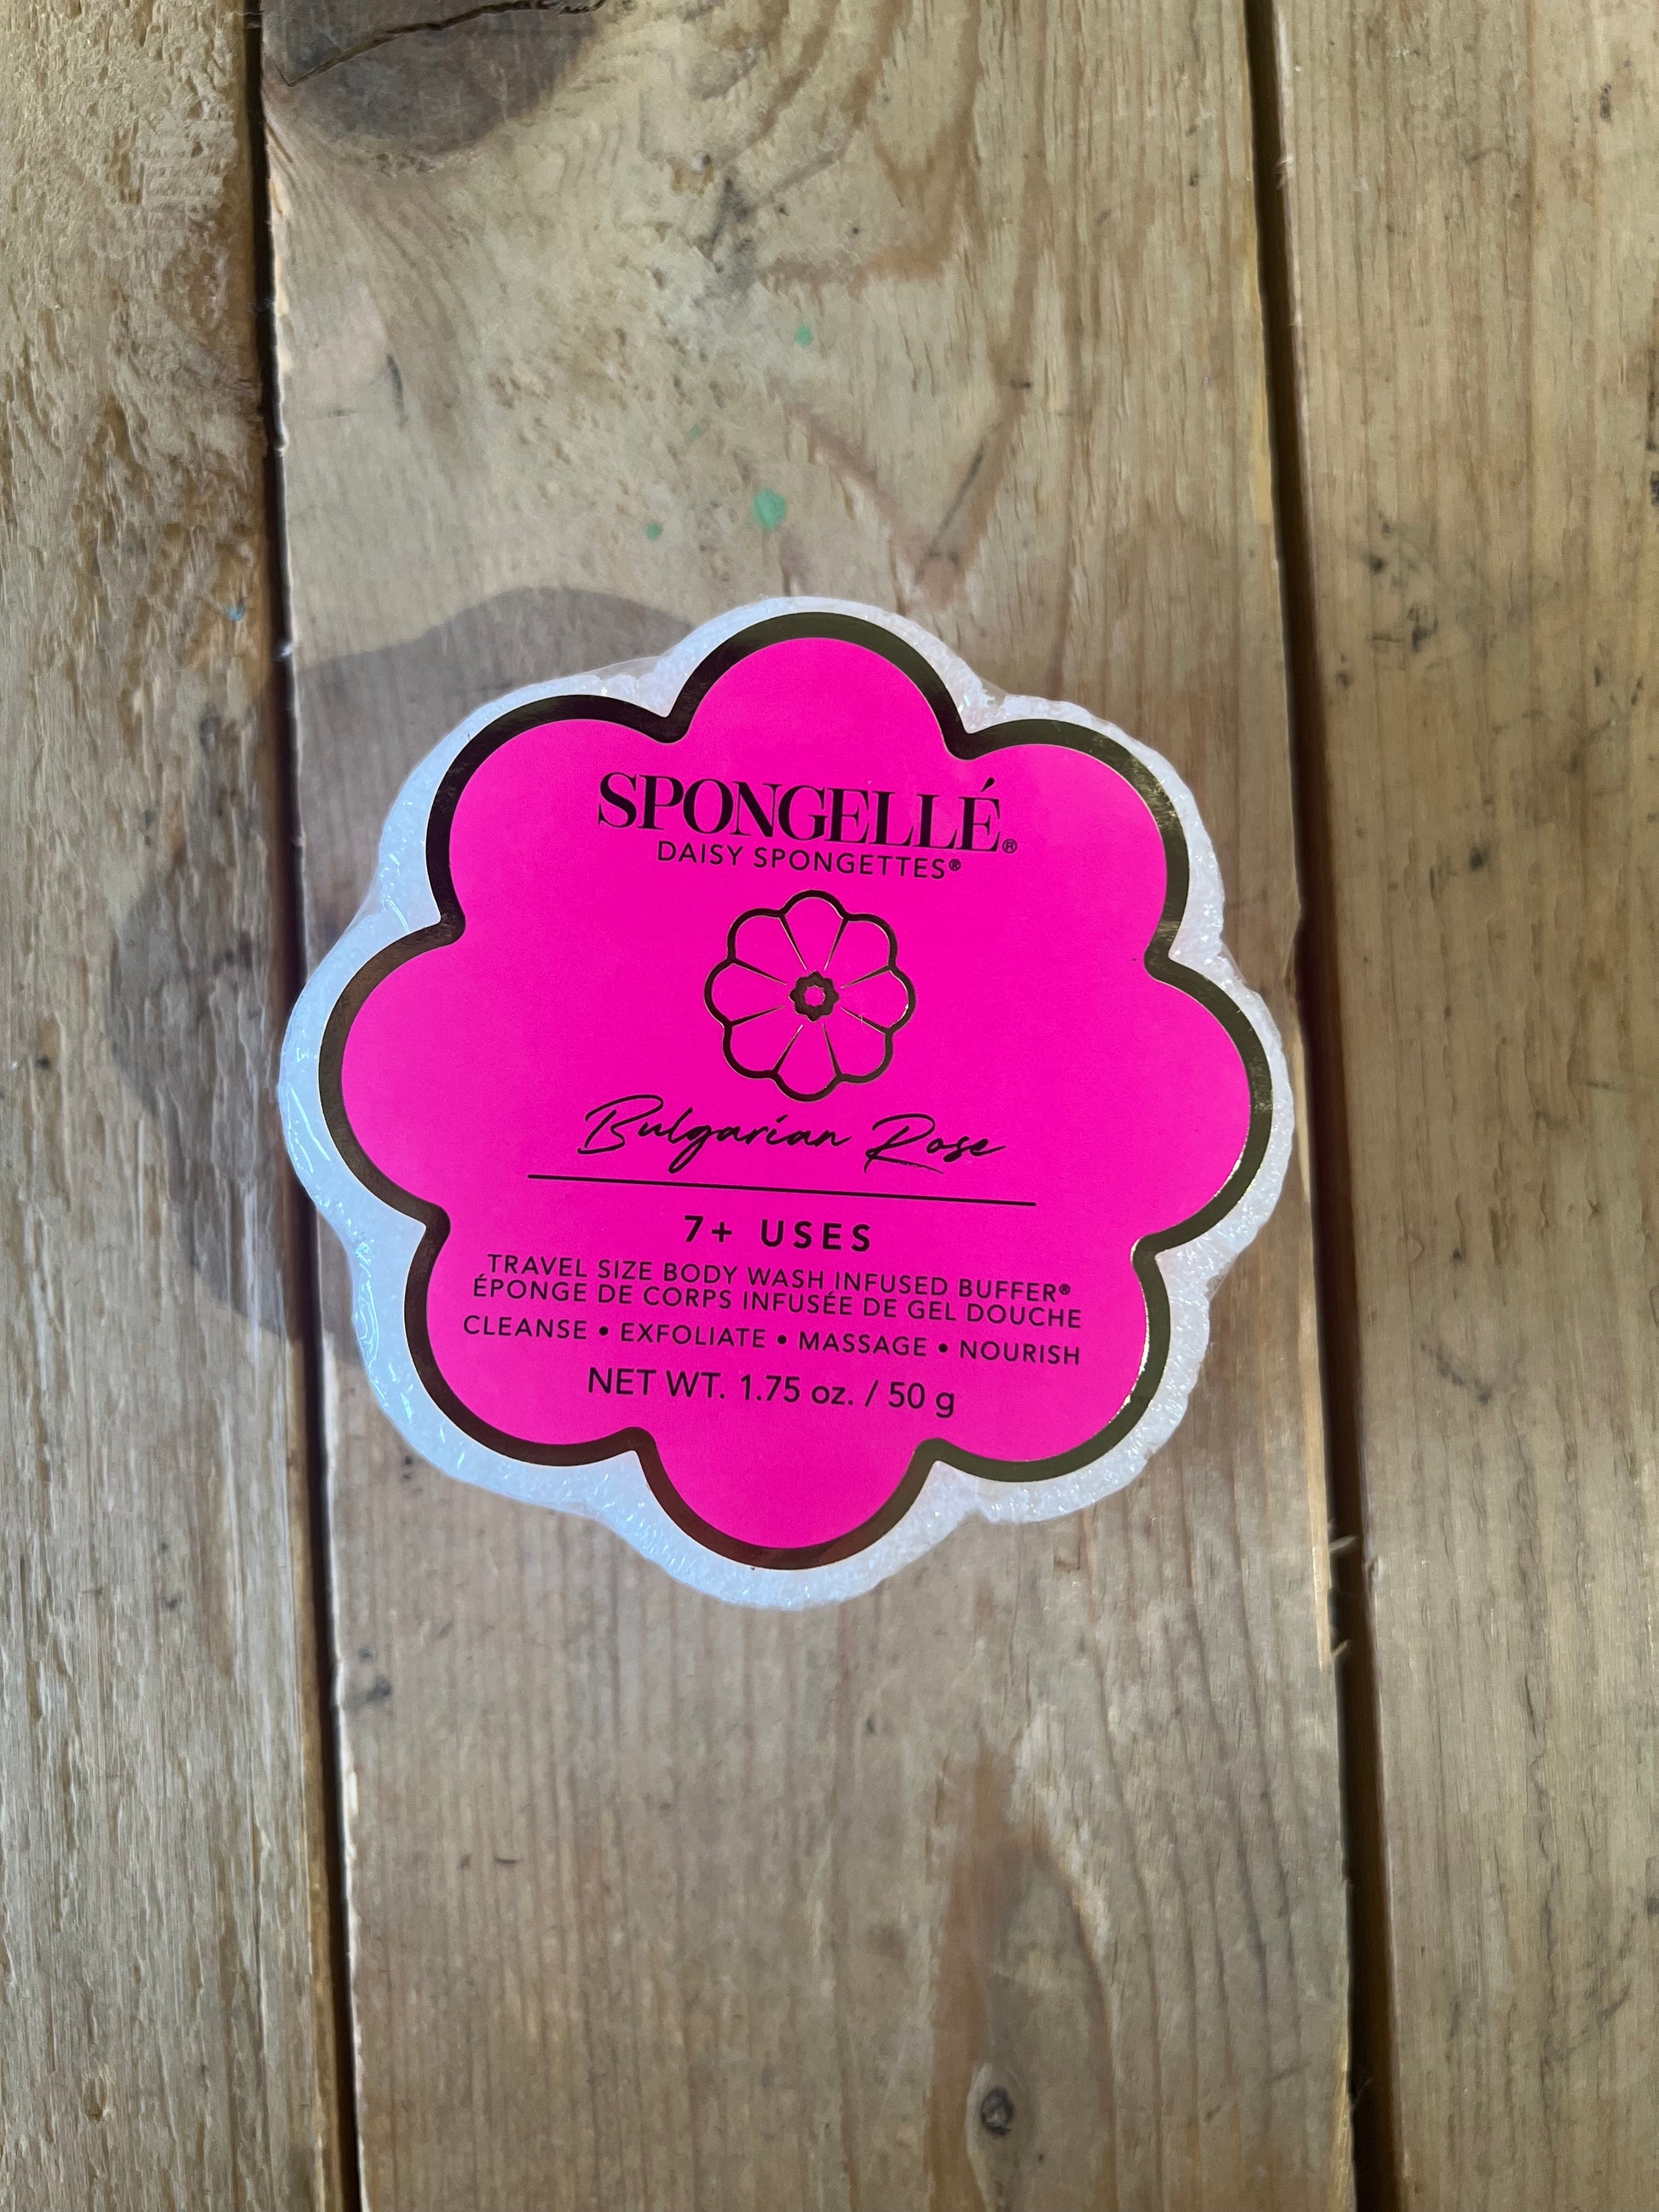 SPONGELLÉ®
DAISY SPONGETTES®
Bulgarian Rose
7+ USES
TRAVEL SIZE BODY WASH INFUSED BUFFER®
ÉPONGE DE CORPS INFUSÉE DE GEL DOUCHE
CLEANSE • EXFOLIATE • MASSAGE • NOURISH
NET WT. 1.75 oz. / 50 g